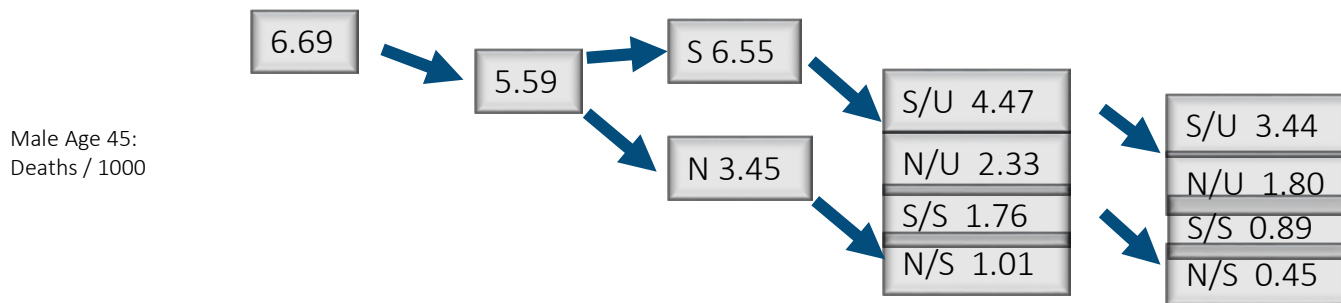 6.69
5.59
S 6.55
N 3.45
S/U 4.47
N/U 2.33
S/S 1.76
N/S 1.01
S/U 3.44
N/U 1.80
S/S 0.89
N/S 0.45
Male Age 45:
Deaths / 1000